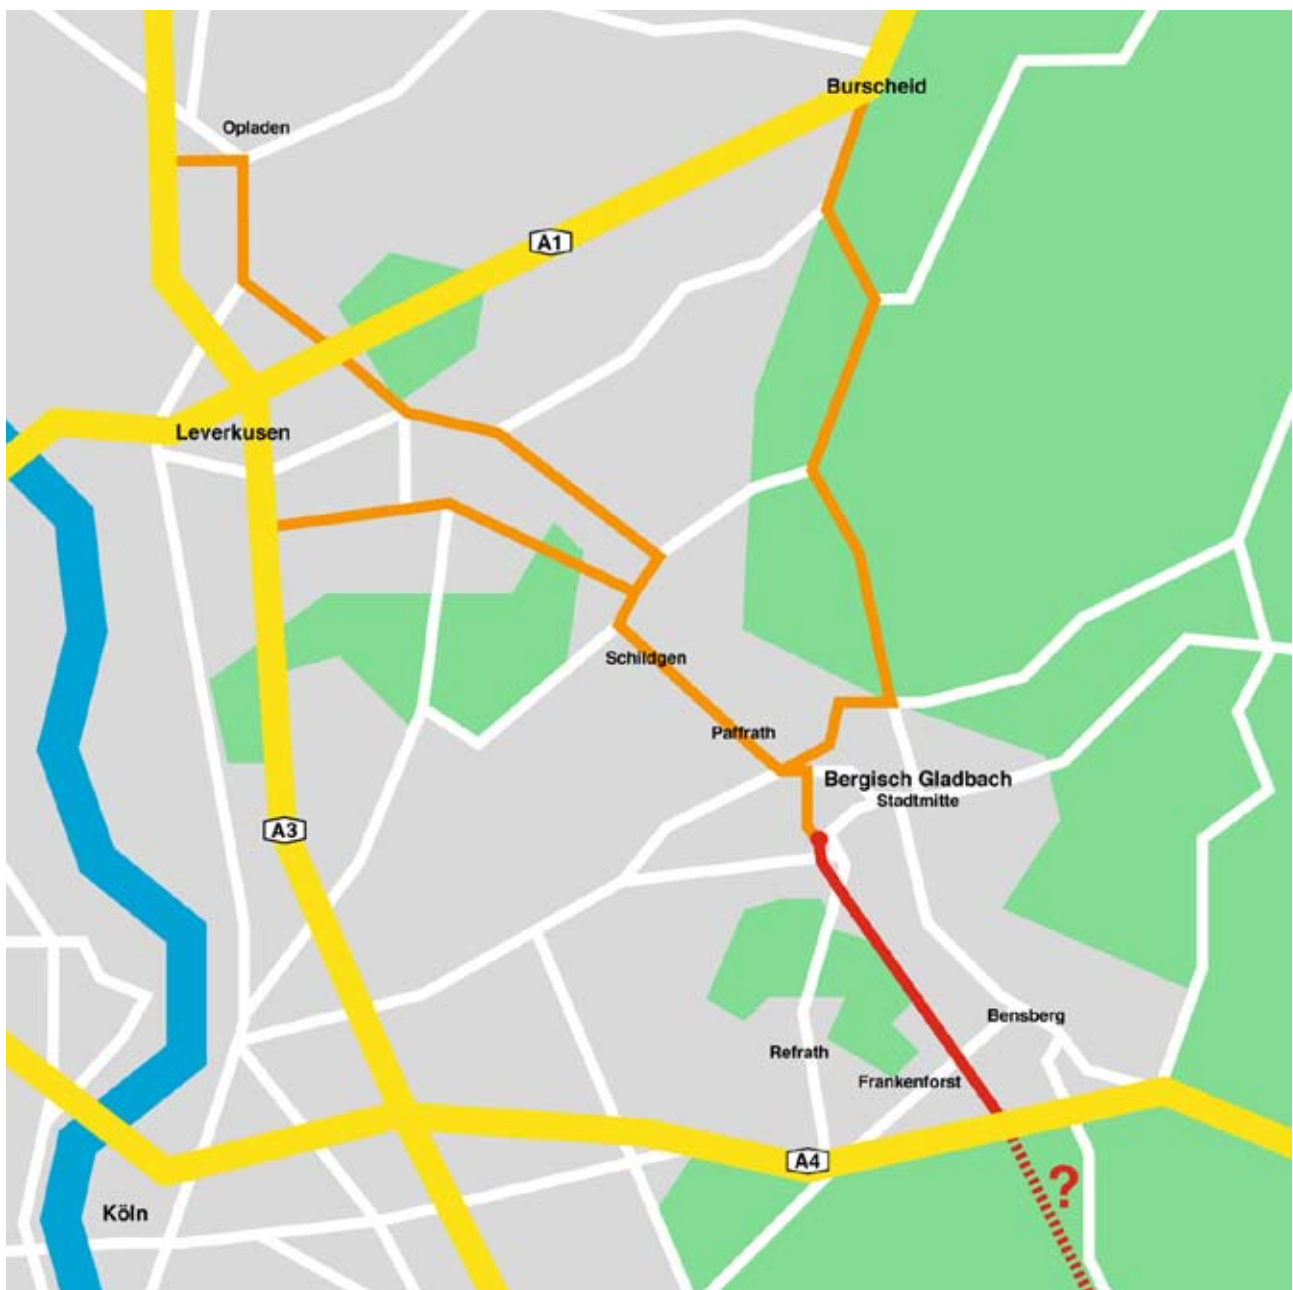 Burscheid
Opladen
A1
Leverkusen
Schildgen
Paffrath
Bergisch Gladbach
Stadtmitte
A3
Bensberg
Refrath
Frankenforst
A4
?
Köln